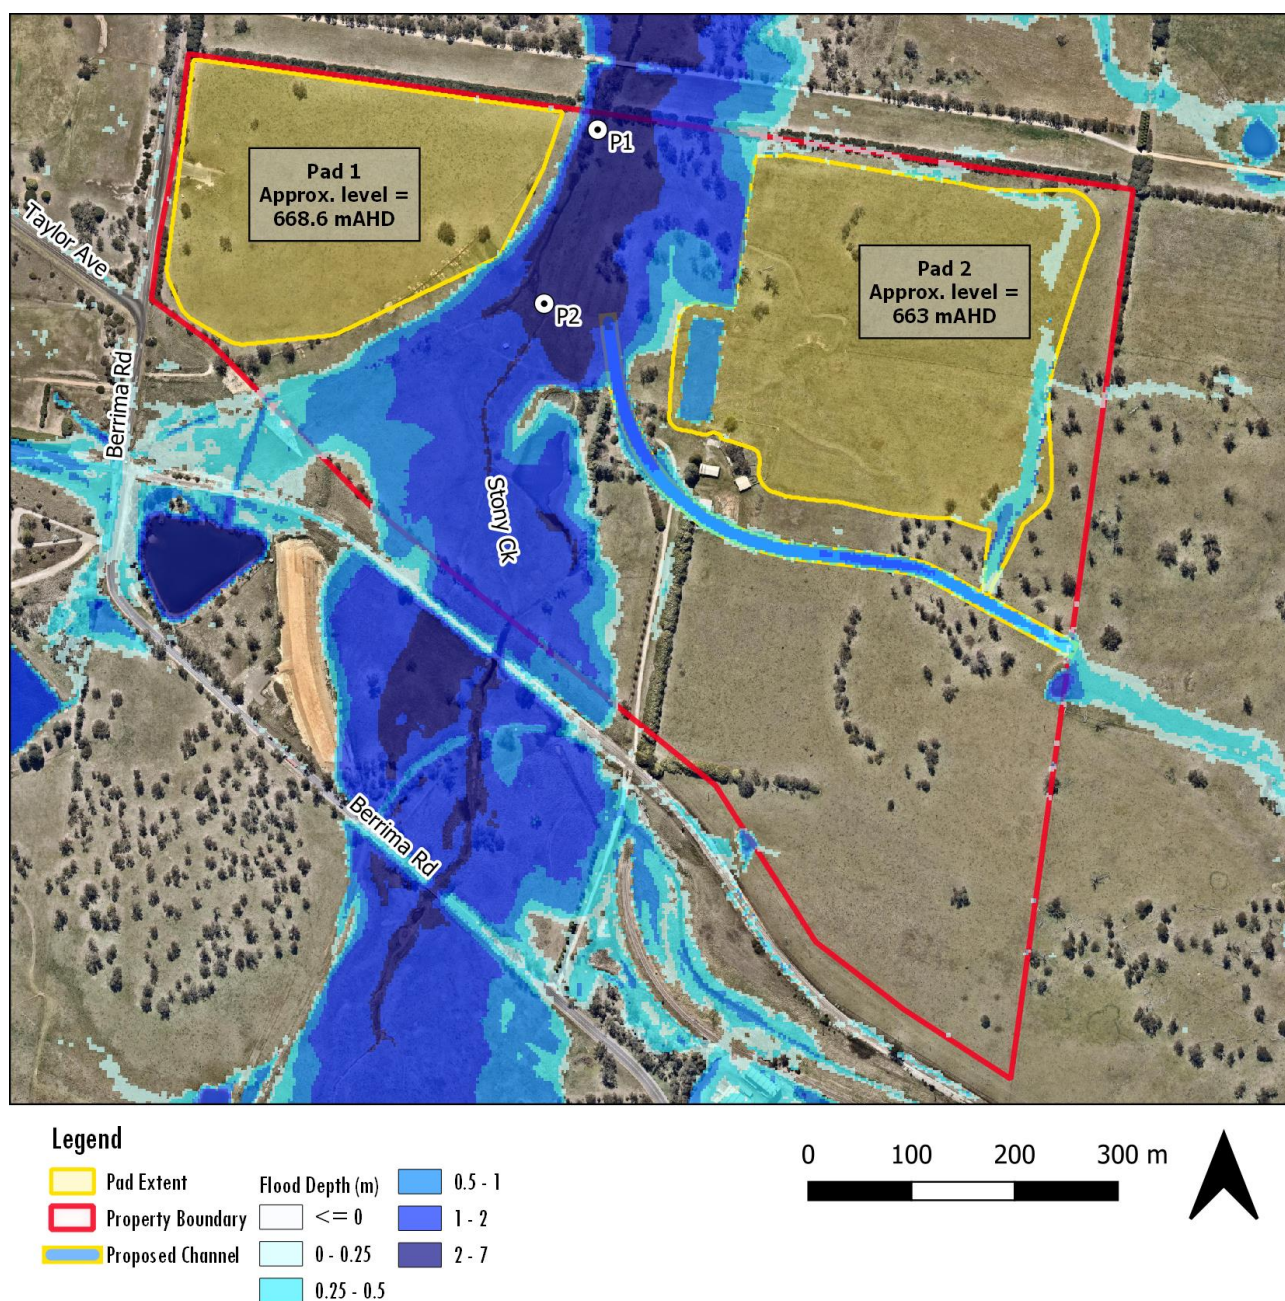 P1
Pad 1
Approx. level =
668.6 mAHD
Taylor Ave
Pad 2
Approx. level =
663 mAHD
P2
Berrima Rd
Stony Ck
Berrima Rd
Legend
Pad Extent
Property Boundary
Proposed Channel
Flood Depth (m)
<= 0
0 - 0.25
0.25 - 0.5
0.5 - 1
1 - 2
2 - 7
0 100 200 300 m